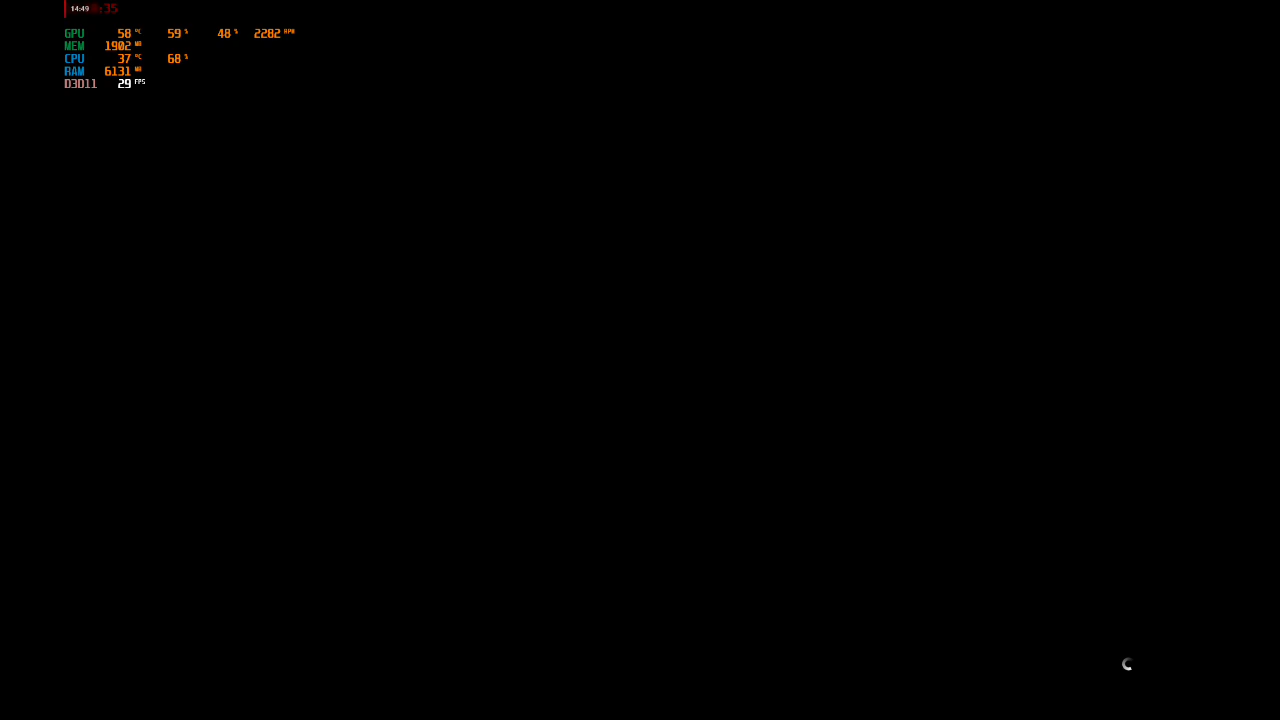 14:49 :35
GPU 58 °C 59 % 48 % 2282 RPM
MEM 1902 MB
CPU 37 °C 68 %
RAM 6131 MB
D3D11 29 FPS